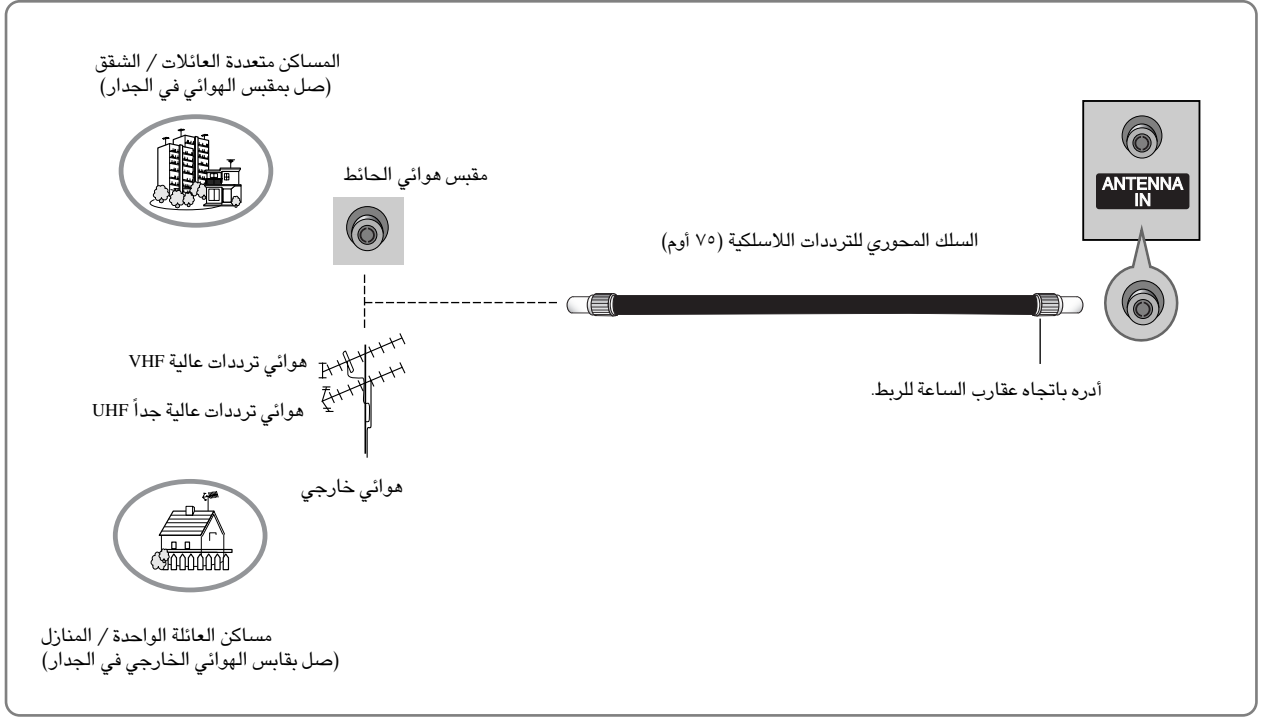 المساكن متعددة العائلات / الشقق
(صل بمقبس الهوائي في الجدار)
مقبس هوائي الحائط
ANTENNA
IN
السلك المحوري للترددات اللاسلكية (٧٥ أوم)
هوائي ترددات عالية VHF
هوائي ترددات عالية جداً UHF
أدره باتجاه عقارب الساعة للربط.
هوائي خارجي
مساكن العائلة الواحدة / المنازل
(صل بقابس الهوائي الخارجي في الجدار)